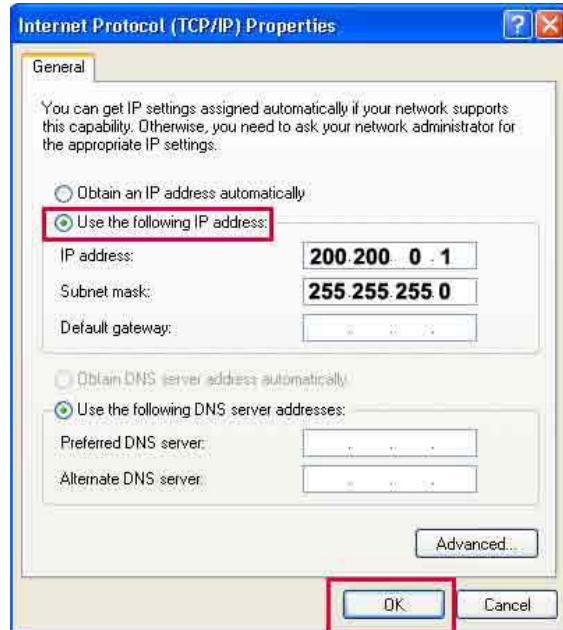 Internet Protocol (TCP/IP) Properties
General
You can get IP settings assigned automatically if your network supports
this capability. Otherwise, you need to ask your network administrator for
the appropriate IP settings.
Obtain an IP address automatically
Use the following IP address:
IP address: 200.200.0.1
Subnet mask: 255.255.255.0
Default gateway:
Obtain DNS server address automatically
Use the following DNS server addresses:
Preferred DNS server:
Alternate DNS server:
Advanced...
OK Cancel